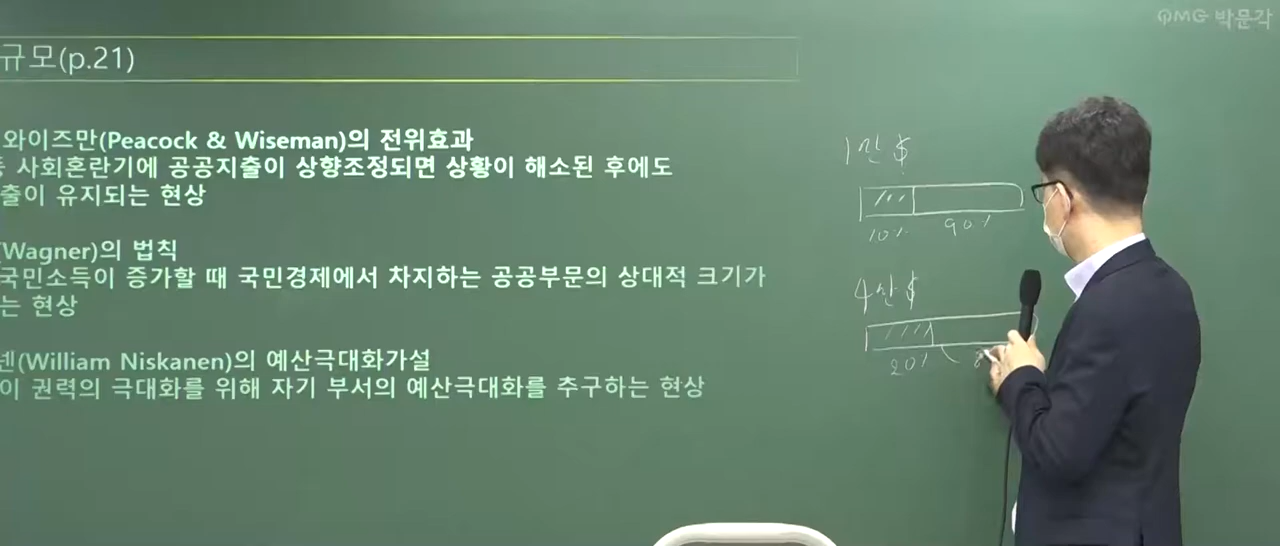 PMG 박문각
규모(p.21)
와이즈만(Peacock & Wiseman)의 전위효과
사회혼란기에 공공지출이 상향조정되면 상황이 해소된 후에도
출이 유지되는 현상
(Wagner)의 법칙
국민소득이 증가할 때 국민경제에서 차지하는 공공부문의 상대적 크기가
는 현상
넨(William Niskanen)의 예산극대화가설
이 권력의 극대화를 위해 자기 부서의 예산극대화를 추구하는 현상
1만 $
10% 90%
4만 $
20% 8